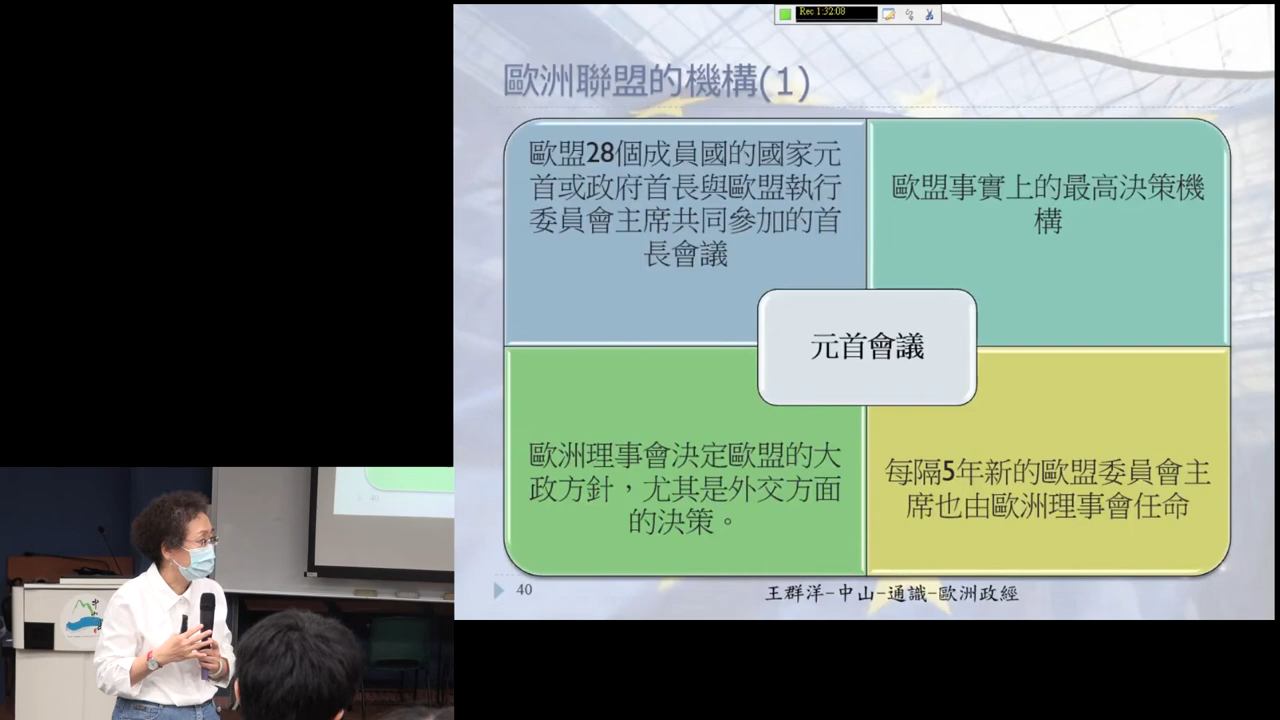 Rec 1:32:08
歐洲聯盟的機構(1)
歐盟28個成員國的國家元
首或政府首長與歐盟執行
委員會主席共同參加的首
長會議
歐盟事實上的最高決策機
構
元首會議
歐洲理事會決定歐盟的大
政方針，尤其是外交方面
的決策。
每隔5年新的歐盟委員會主
席也由歐洲理事會任命
40
王群洋-中山-通識-歐洲政經